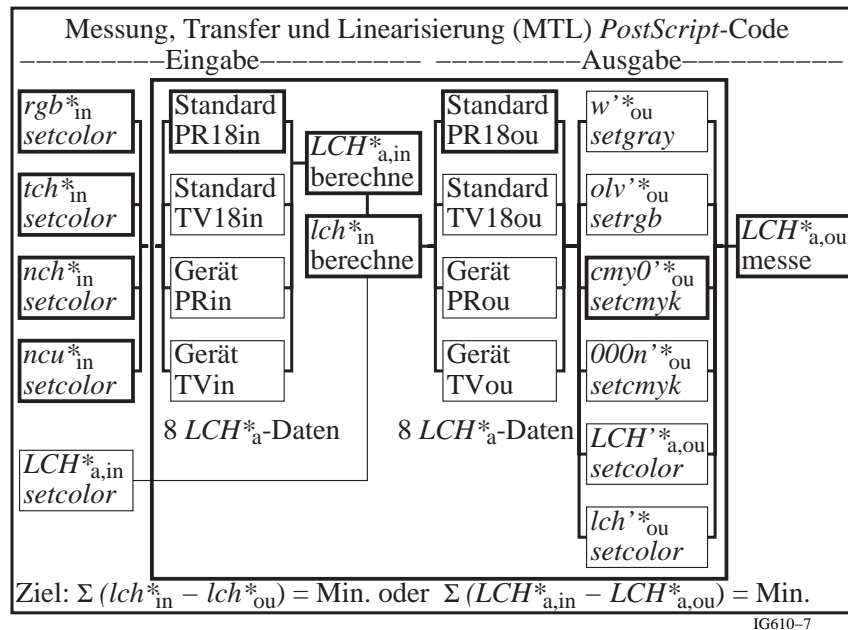 Messung, Transfer und Linearisierung (MTL) PostScript-Code
–––––––––Eingabe––––––––––
–––––––––Ausgabe––––––––––
rgb*in
setcolor
tch*in
setcolor
nch*in
setcolor
ncu*in
setcolor
LCH*a,in
setcolor
Standard
PR18in
Standard
TV18in
Gerät
PRin
Gerät
TVin
8 LCH*a-Daten
LCH*a,in
berechne
lch*in
berechne
Standard
PR18ou
Standard
TV18ou
Gerät
PRou
Gerät
TVou
8 LCH*a-Daten
w’*ou
setgray
olv’*ou
setrgb
cmy0’*ou
setcmyk
000n’*ou
setcmyk
LCH’*a,ou
setcolor
lch’*ou
setcolor
LCH*a,ou
messe
Ziel: Σ (lch*in – lch*ou) = Min. oder Σ (LCH*a,in – LCH*a,ou) = Min.
IG610–7